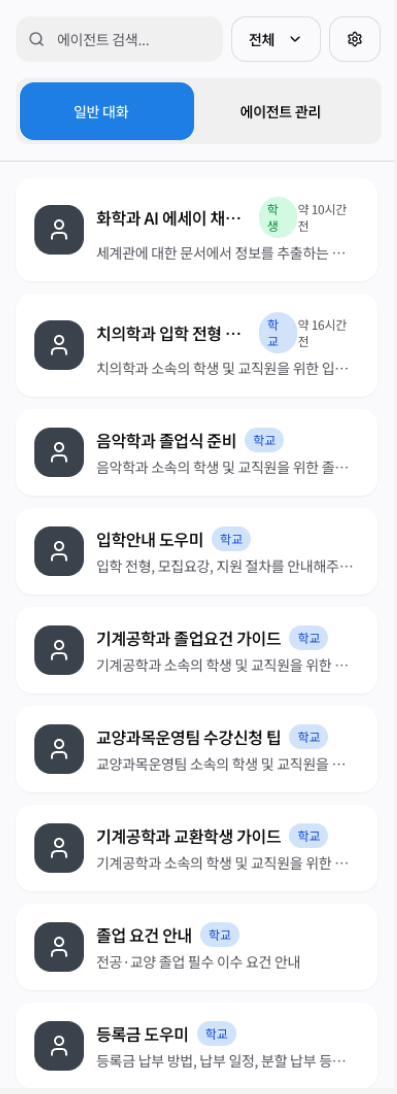 에이전트 검색...
전체
일반 대화
에이전트 관리
화학과 AI 에세이 채…
학생
약 10시간 전
세계관에 대한 문서에서 정보를 추출하는 …
치의학과 입학 전형 …
학교
약 16시간 전
치의학과 소속의 학생 및 교직원을 위한 입…
음악학과 졸업식 준비
학교
음악학과 소속의 학생 및 교직원을 위한 졸…
입학안내 도우미
학교
입학 전형, 모집요강, 지원 절차를 안내해주…
기계공학과 졸업요건 가이드
학교
기계공학과 소속의 학생 및 교직원을 위한 …
교양과목운영팀 수강신청 팁
학교
교양과목운영팀 소속의 학생 및 교직원을 …
기계공학과 교환학생 가이드
학교
기계공학과 소속의 학생 및 교직원을 위한 …
졸업 요건 안내
학교
전공·교양 졸업 필수 이수 요건 안내
등록금 도우미
학교
등록금 납부 방법, 납부 일정, 분할 납부 등…